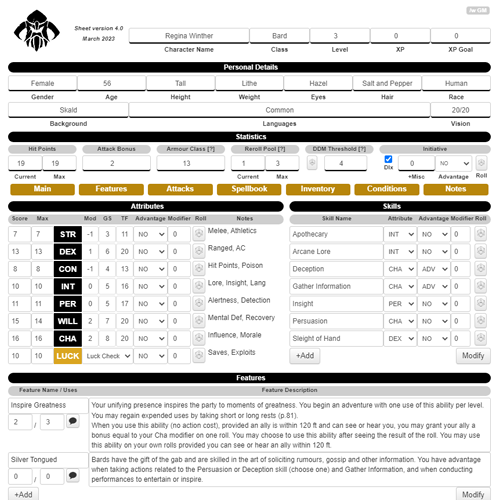 Sheet version 4.0
March 2023
/w GM
Regina Winther Bard 3 0 0
Character Name Class Level XP XP Goal
Personal Details
Female 56 Tall Lithe Hazel Salt and Pepper Human
Gender Age Height Weight Eyes Hair Race
Skald Common 20/20
Background Languages Vision
Statistics
Hit Points Attack Bonus Armour Class [?] Reroll Pool [?] DDM Threshold [?] Initiative
19 19 2 13 1 3 4 0 NO
Current Max Current Max DIx +Misc Advantage Roll
Main Features Attacks Spellbook Inventory Conditions Notes
Attributes
Score Max Mod GS TF Advantage Modifier Roll Notes
7 7 STR -1 3 11 NO 0 Melee, Athletics
13 13 DEX 1 6 20 NO 0 Ranged, AC
8 8 CON -1 4 13 NO 0 Hit Points, Poison
10 10 INT 0 5 16 NO 0 Lore, Insight, Lang
11 11 PER 0 5 17 NO 0 Alertness, Detection
15 14 WILL 2 7 20 NO 0 Mental Def, Recovery
16 16 CHA 2 8 20 NO 0 Influence, Morale
10 10 LUCK Luck Check NO 0 Saves, Exploits
Skills
Skill Name Attribute Advantage Modifier Roll
Apothecary INT NO 0
Arcane Lore INT NO 0
Deception CHA ADV 0
Gather Information CHA ADV 0
Insight PER NO 0
Persuasion CHA NO 0
Sleight of Hand DEX NO 0
+Add Modify
Features
Feature Name / Uses Feature Description
Inspire Greatness
2 / 3
Your unifying presence inspires the party to moments of greatness. You begin an adventure with one use of this ability per level.
You may regain expended uses by taking short or long rests (p.81).
When you use this ability (no action cost), provided an ally is within 120 ft and can see or hear you, you may grant your ally a
bonus equal to your Cha modifier on one roll. You may choose to use this ability after seeing the result of the roll. You may use
this ability on your own rolls provided you can see or hear an ally within 120 ft.
Silver Tongued
0 / 0
Bards have the gift of the gab and are skilled in the art of soliciting rumours, gossip and other information. You have advantage
when taking actions related to the Persuasion or Deception skill (choose one) and Gather Information, and when conducting
performances to entertain or inspire.
+Add Modify